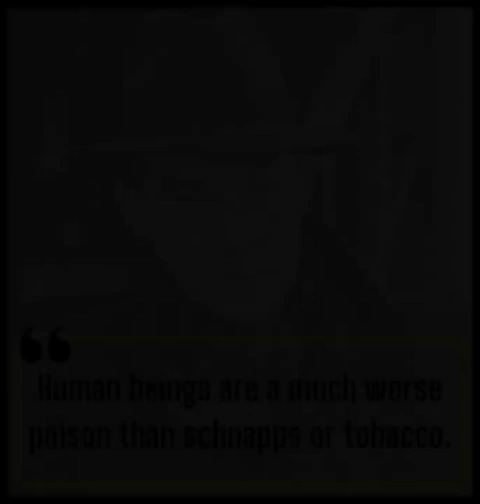 ❝
Human beings are a much worse
poison than schnapps or tobacco.